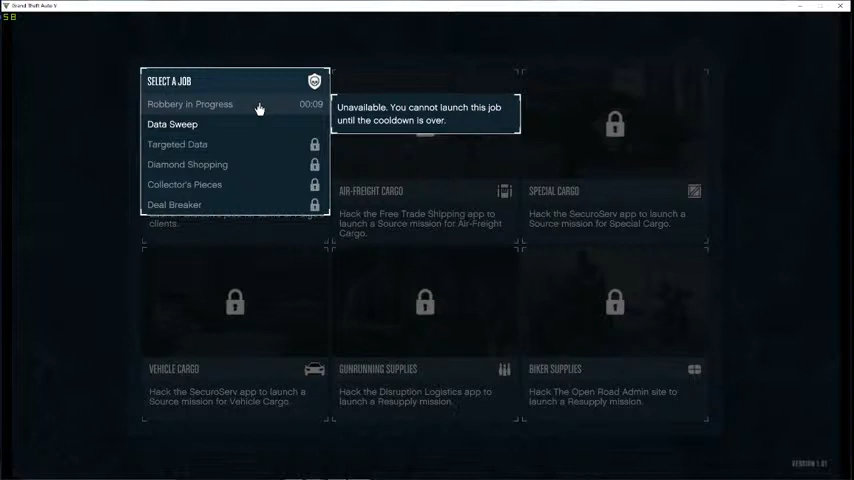 Grand Theft Auto V
58
SELECT A JOB
Robbery in Progress 00:09
Data Sweep
Targeted Data
Diamond Shopping
Collector's Pieces
Deal Breaker
Unavailable. You cannot launch this job
until the cooldown is over.
clients.
AIR-FREIGHT CARGO
Hack the Free Trade Shipping app to
launch a Source mission for Air-Freight
Cargo.
SPECIAL CARGO
Hack the SecuroServ app to launch a
Source mission for Special Cargo.
VEHICLE CARGO
Hack the SecuroServ app to launch a
Source mission for Vehicle Cargo.
GUNRUNNING SUPPLIES
Hack the Disruption Logistics app to
launch a Resupply mission.
BIKER SUPPLIES
Hack The Open Road Admin site to
launch a Resupply mission.
VERSION 1.01